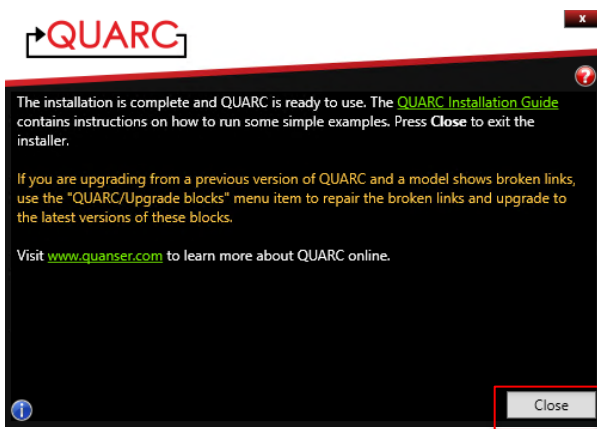 QUARC
x
?
The installation is complete and QUARC is ready to use. The QUARC Installation Guide
contains instructions on how to run some simple examples. Press Close to exit the
installer.
If you are upgrading from a previous version of QUARC and a model shows broken links,
use the "QUARC/Upgrade blocks" menu item to repair the broken links and upgrade to
the latest versions of these blocks.
Visit www.quanser.com to learn more about QUARC online.
i
Close